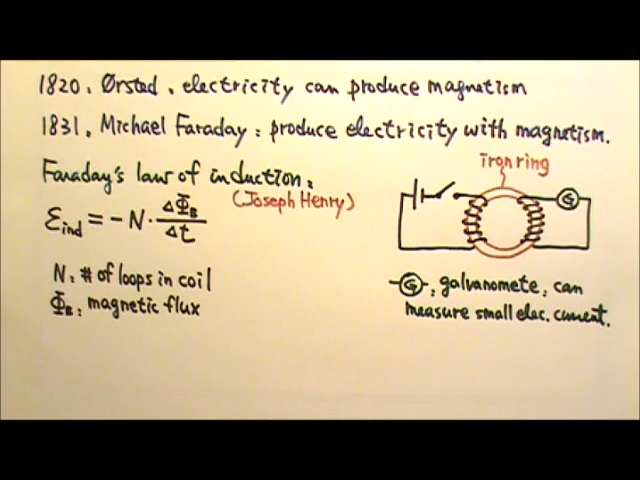 1820. Ørsted. electricity can produce magnetism
1831. Michael Faraday: produce electricity with magnetism.
Faraday's law of induction:
(Joseph Henry)
Ɛind = -N · ΔΦB / Δt
N: # of loops in coil
ΦB: magnetic flux
iron ring
G
G : galvanomete: can
measure small elec. current.